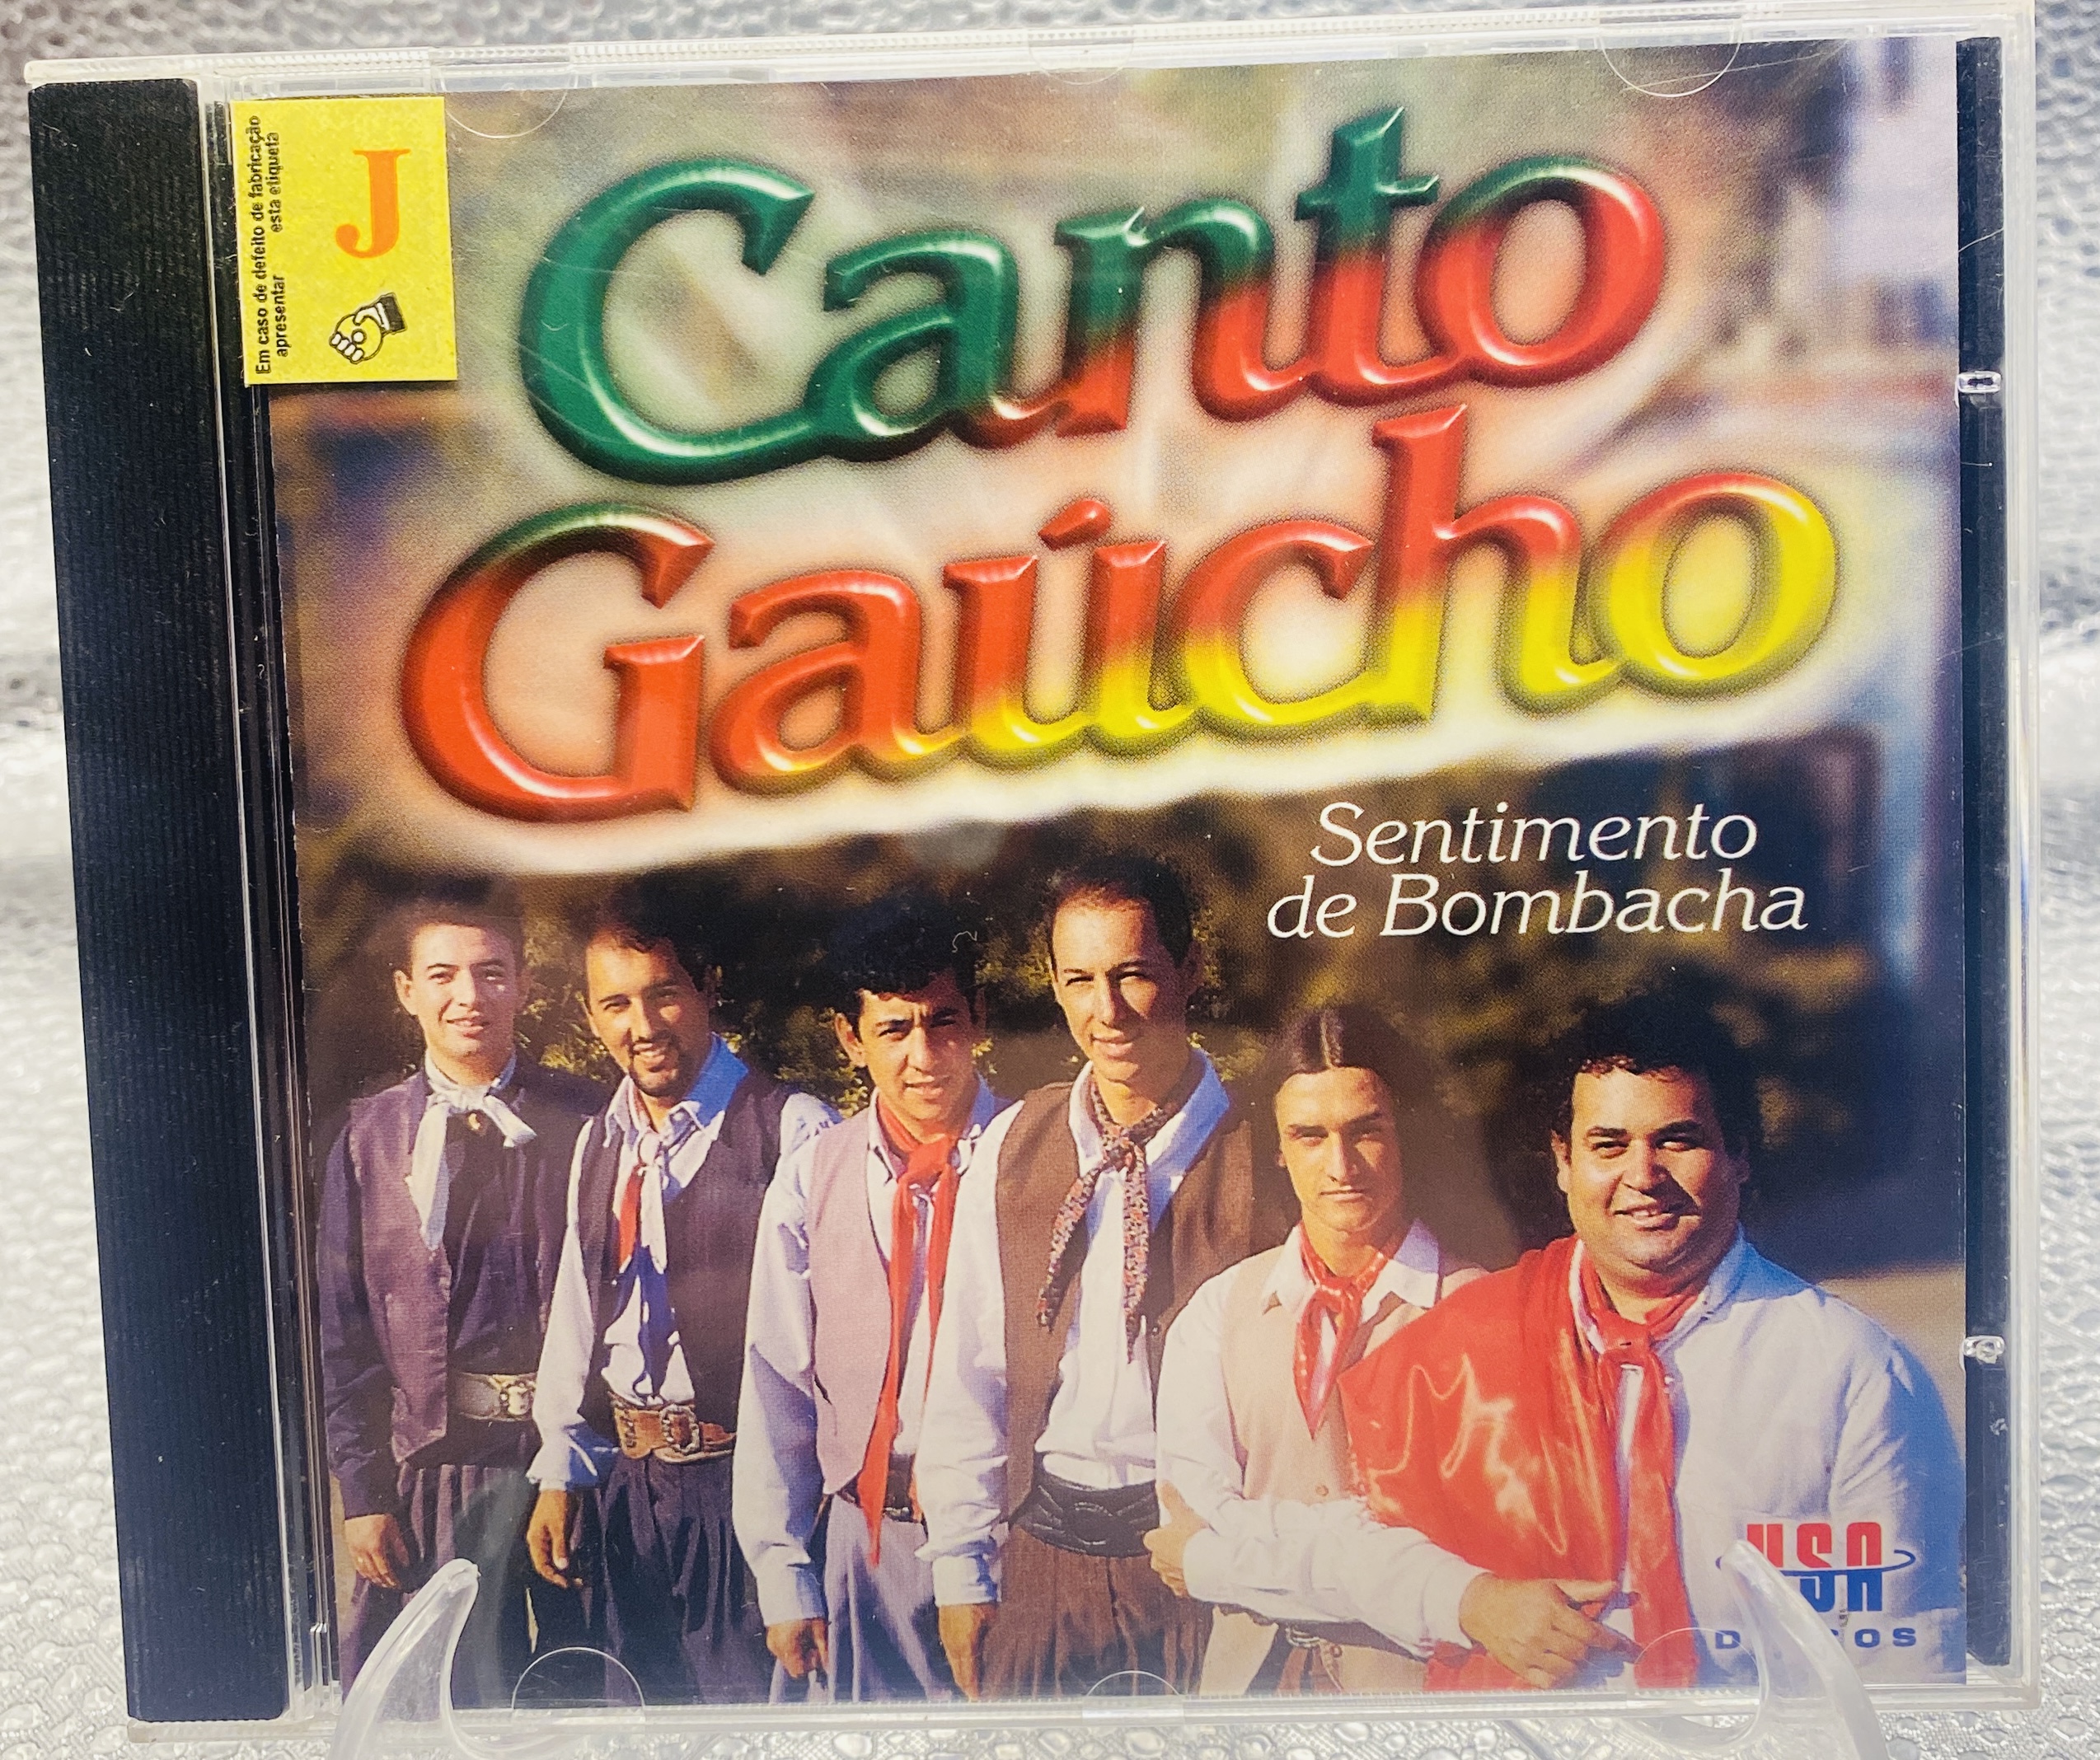 Em caso de defeito de fabricação
apresentar esta etiqueta
J
Canto
Gaúcho
Sentimento
de Bombacha
USA